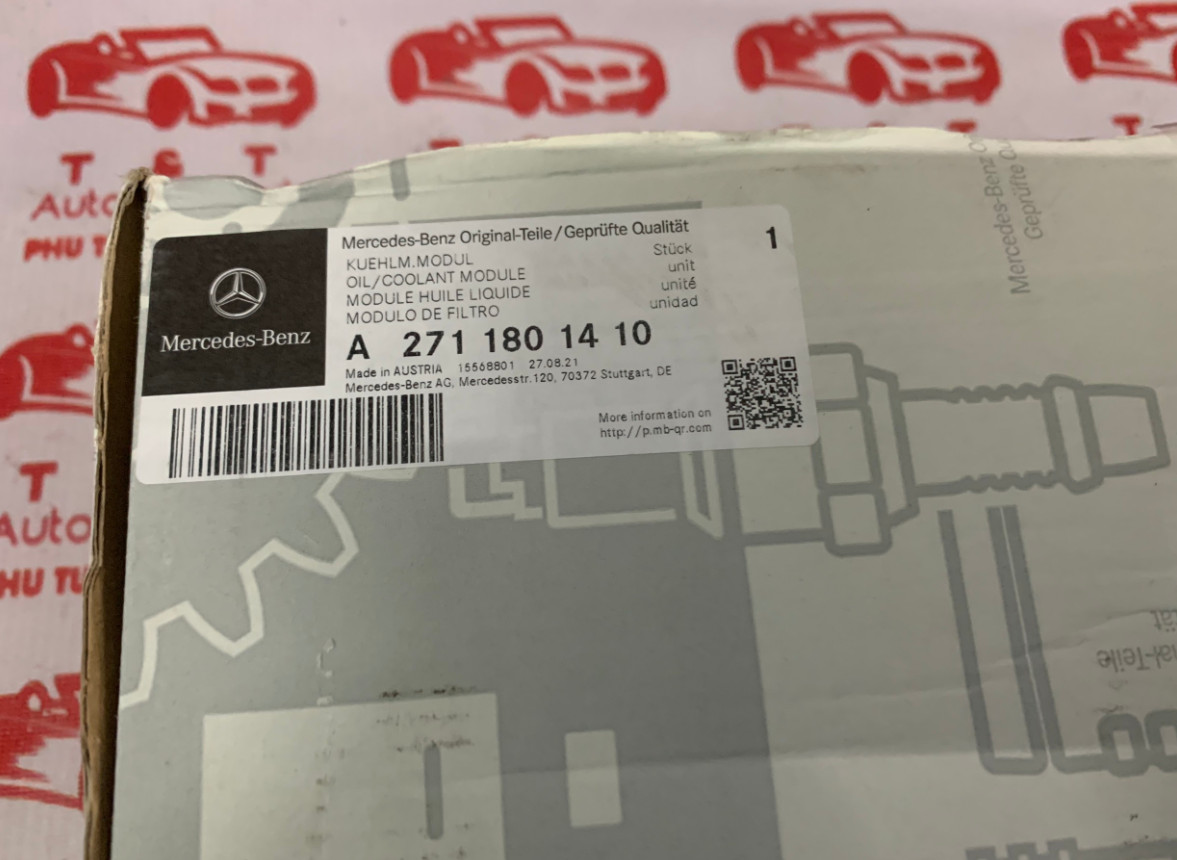 T & T
Auto
PHU T
Mercedes-Benz
Geprüfte
Mercedes-Benz Original-Teile/Geprüfte Qualität
1
KUEHLM.MODUL Stück
OIL/COOLANT MODULE unit
MODULE HUILE LIQUIDE unité
MODULO DE FILTRO unidad
Mercedes-Benz
A 271 180 14 10
Made in AUSTRIA 15568801 27.08.21
Mercedes-Benz AG, Mercedesstr.120, 70372 Stuttgart, DE
More information on
http://p.mb-qr.com
T
Auto
HU TU